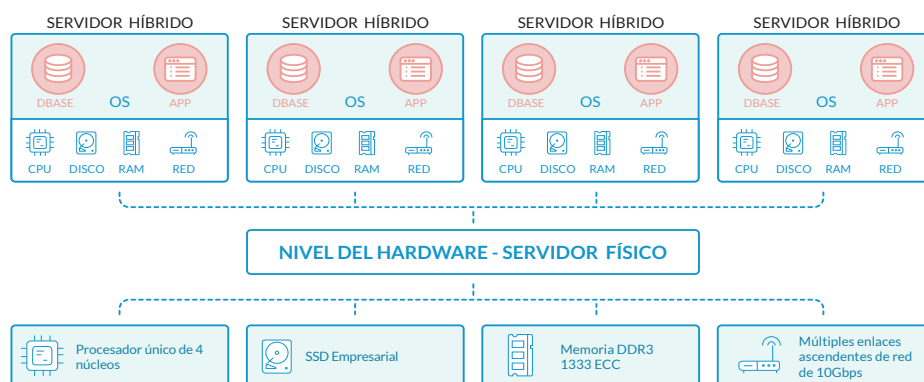 SERVIDOR HÍBRIDO
DBASE OS APP
CPU DISCO RAM RED
SERVIDOR HÍBRIDO
DBASE OS APP
CPU DISCO RAM RED
SERVIDOR HÍBRIDO
DBASE OS APP
CPU DISCO RAM RED
SERVIDOR HÍBRIDO
DBASE OS APP
CPU DISCO RAM RED
NIVEL DEL HARDWARE - SERVIDOR FÍSICO
Procesador único de 4
núcleos
SSD Empresarial
Memoria DDR3
1333 ECC
Múltiples enlaces
ascendentes de red
de 10Gbps